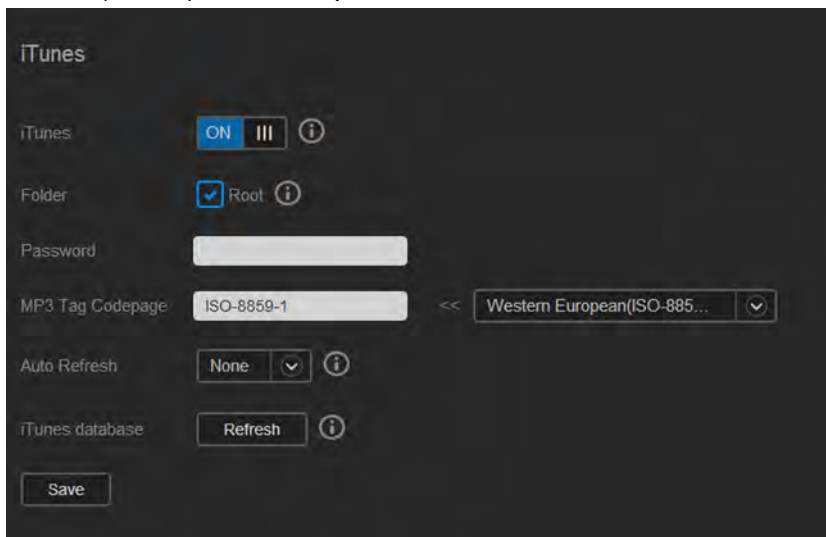 iTunes
iTunes ON
Folder Root
Password
MP3 Tag Codepage ISO-8859-1 << Western European(ISO-885...
Auto Refresh None
iTunes database Refresh
Save